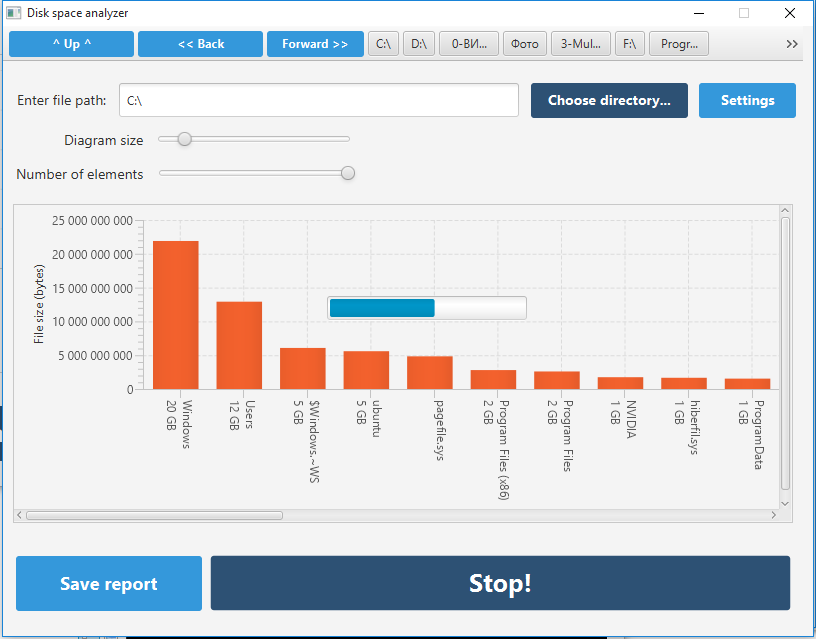 Disk space analyzer
^ Up ^
<< Back
Forward >>
C:\
D:\
0-ВИ...
Фото
3-Mul...
F:\
Progr...
>>
Enter file path:
C:\
Choose directory...
Settings
Diagram size
Number of elements
File size (bytes)
25 000 000 000
20 000 000 000
15 000 000 000
10 000 000 000
5 000 000 000
0
Windows
20 GB
Users
12 GB
$Windows.~WS
5 GB
ubuntu
5 GB
pagefile.sys
Program Files (x86)
2 GB
Program Files
2 GB
NVIDIA
1 GB
hiberfil.sys
1 GB
ProgramData
1 GB
Save report
Stop!